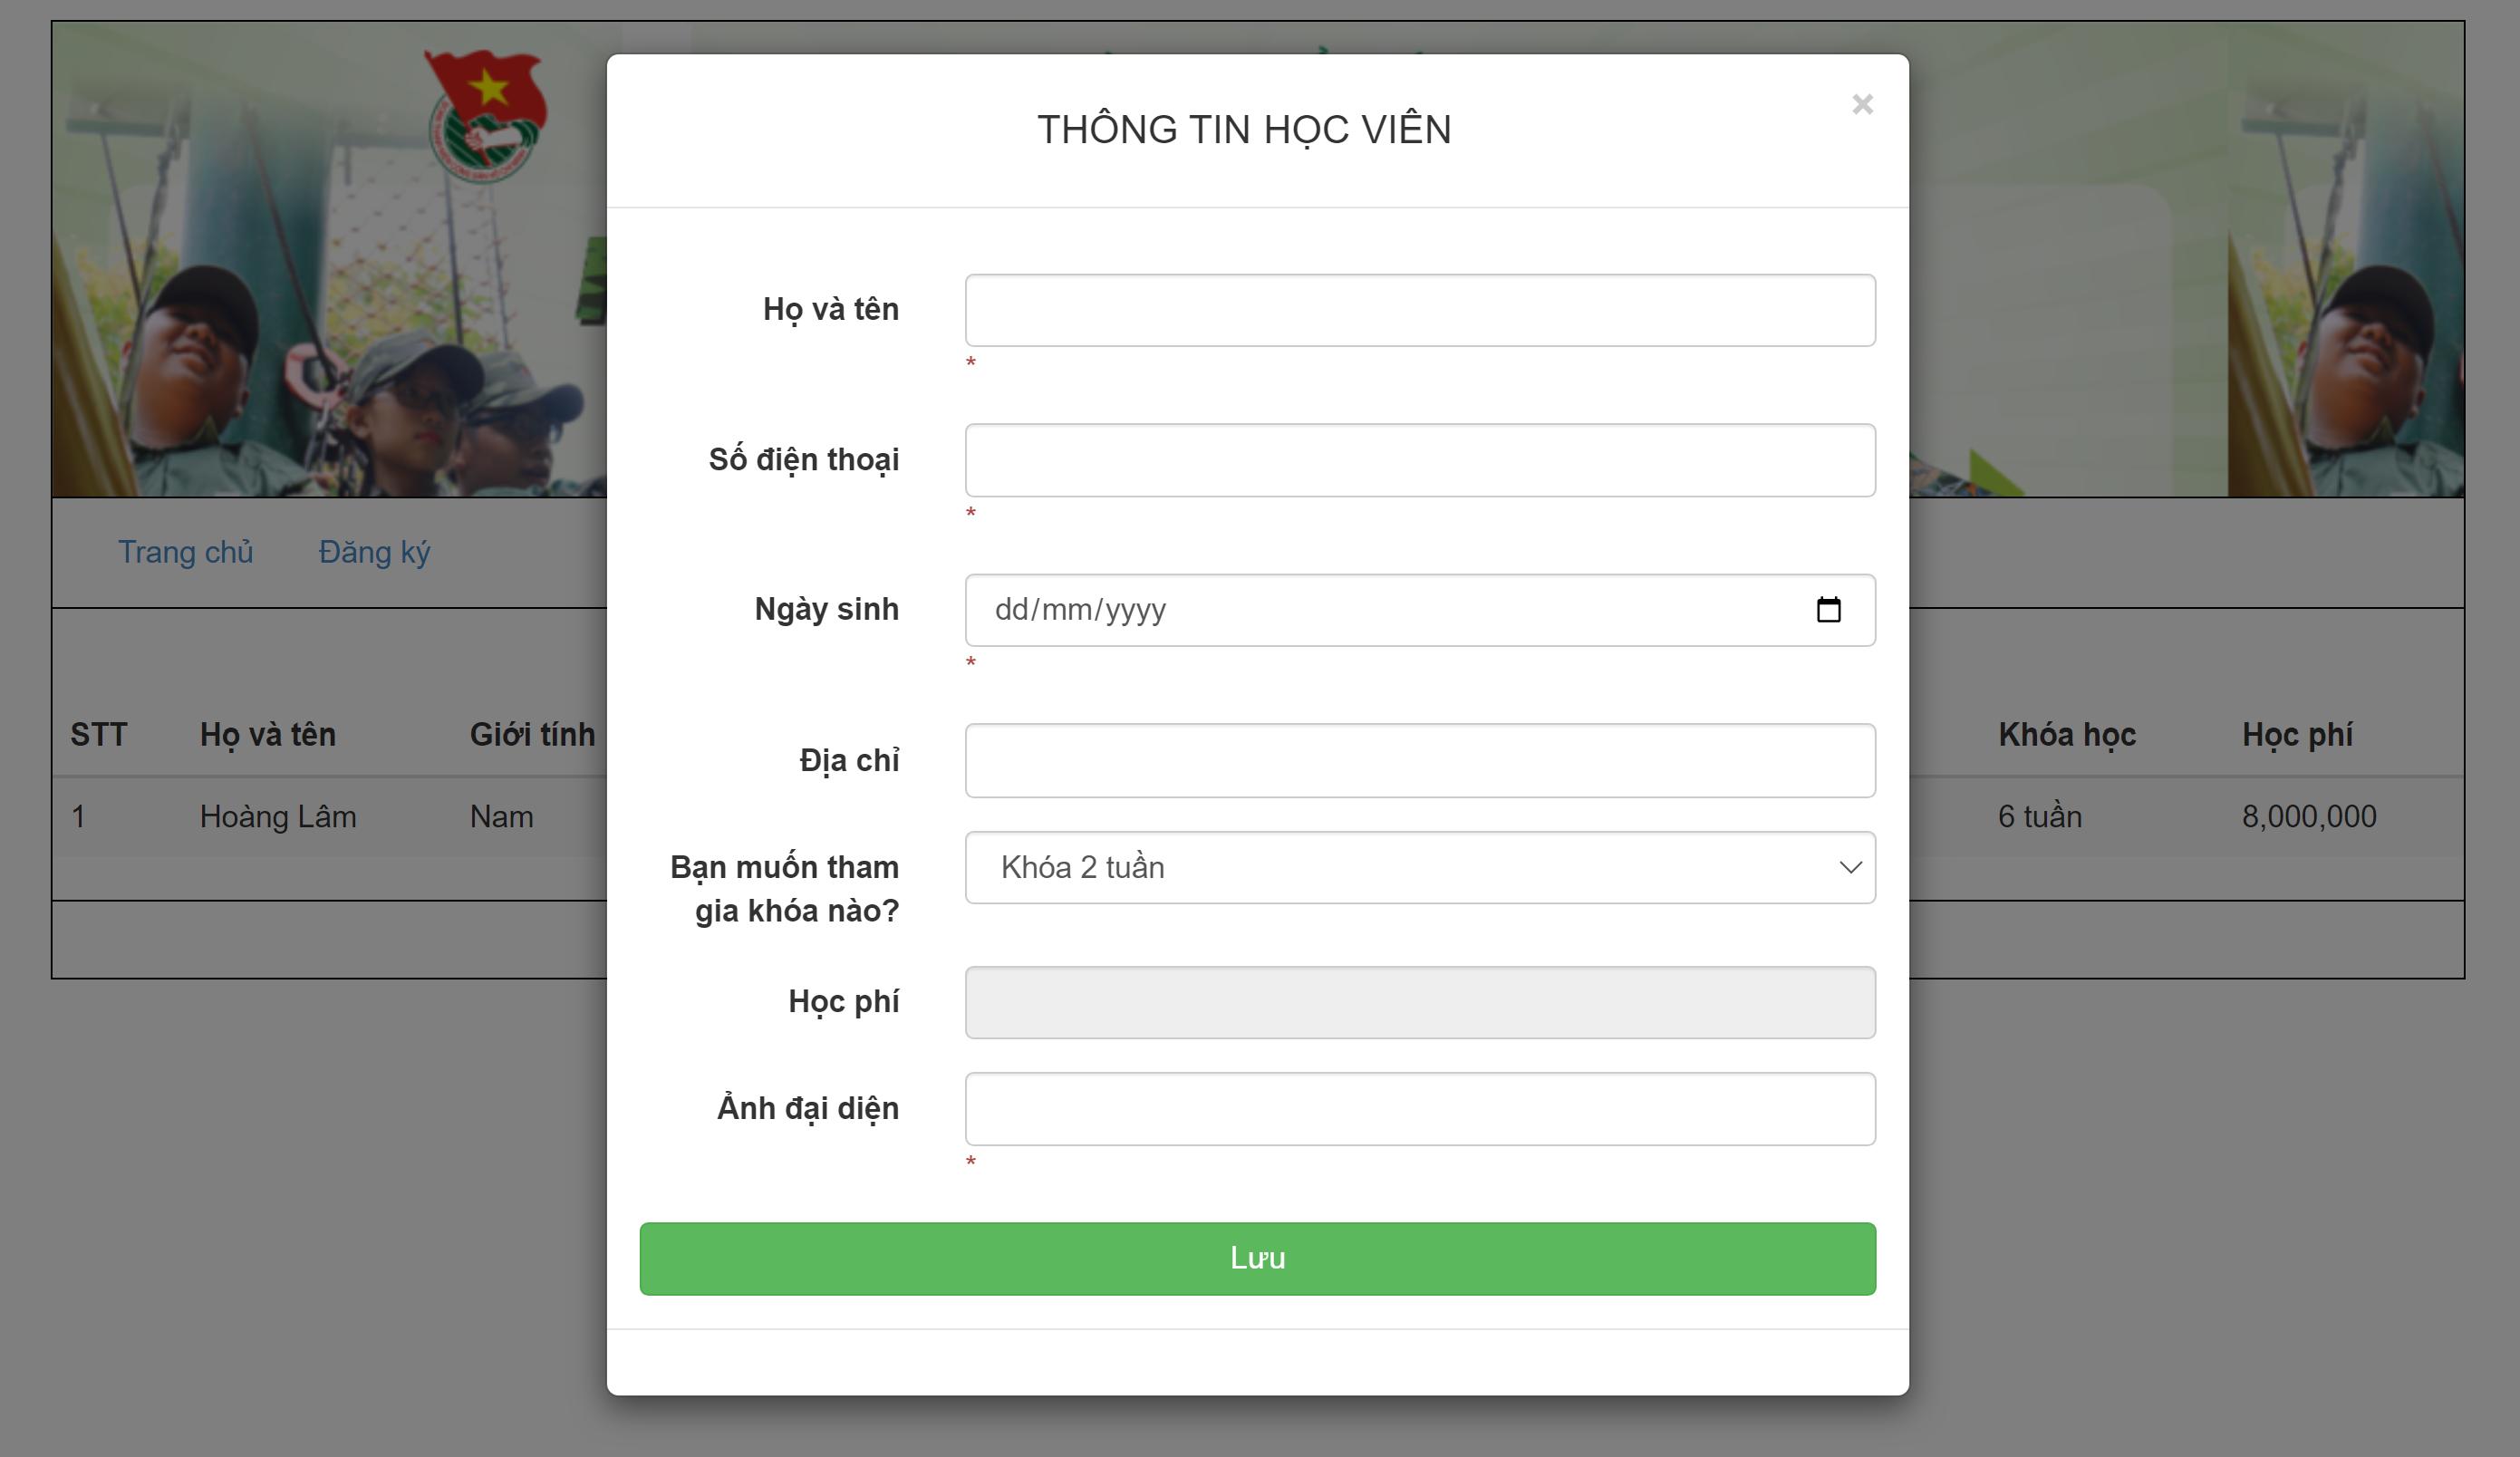 THÔNG TIN HỌC VIÊN
×
Họ và tên
*
Số điện thoại
*
Ngày sinh
dd/mm/yyyy
*
Địa chỉ
Bạn muốn tham
gia khóa nào?
Khóa 2 tuần
Học phí
Ảnh đại diện
*
Lưu
Trang chủ Đăng ký
STT Họ và tên Giới tính Khóa học Học phí
1 Hoàng Lâm Nam 6 tuần 8,000,000